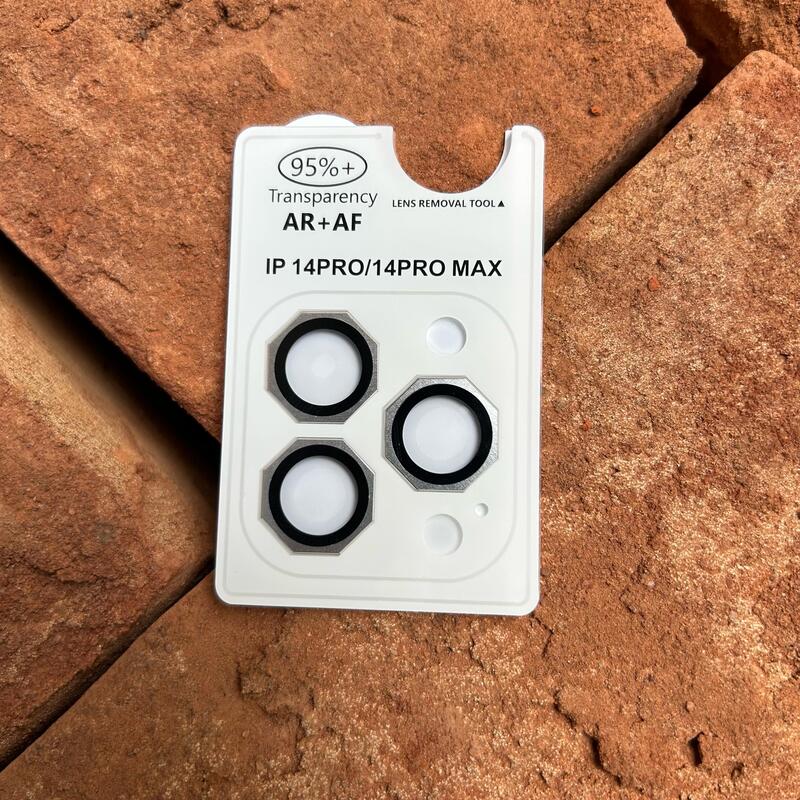 95%+
Transparency
AR+AF
LENS REMOVAL TOOL▲
IP 14PRO/14PRO MAX